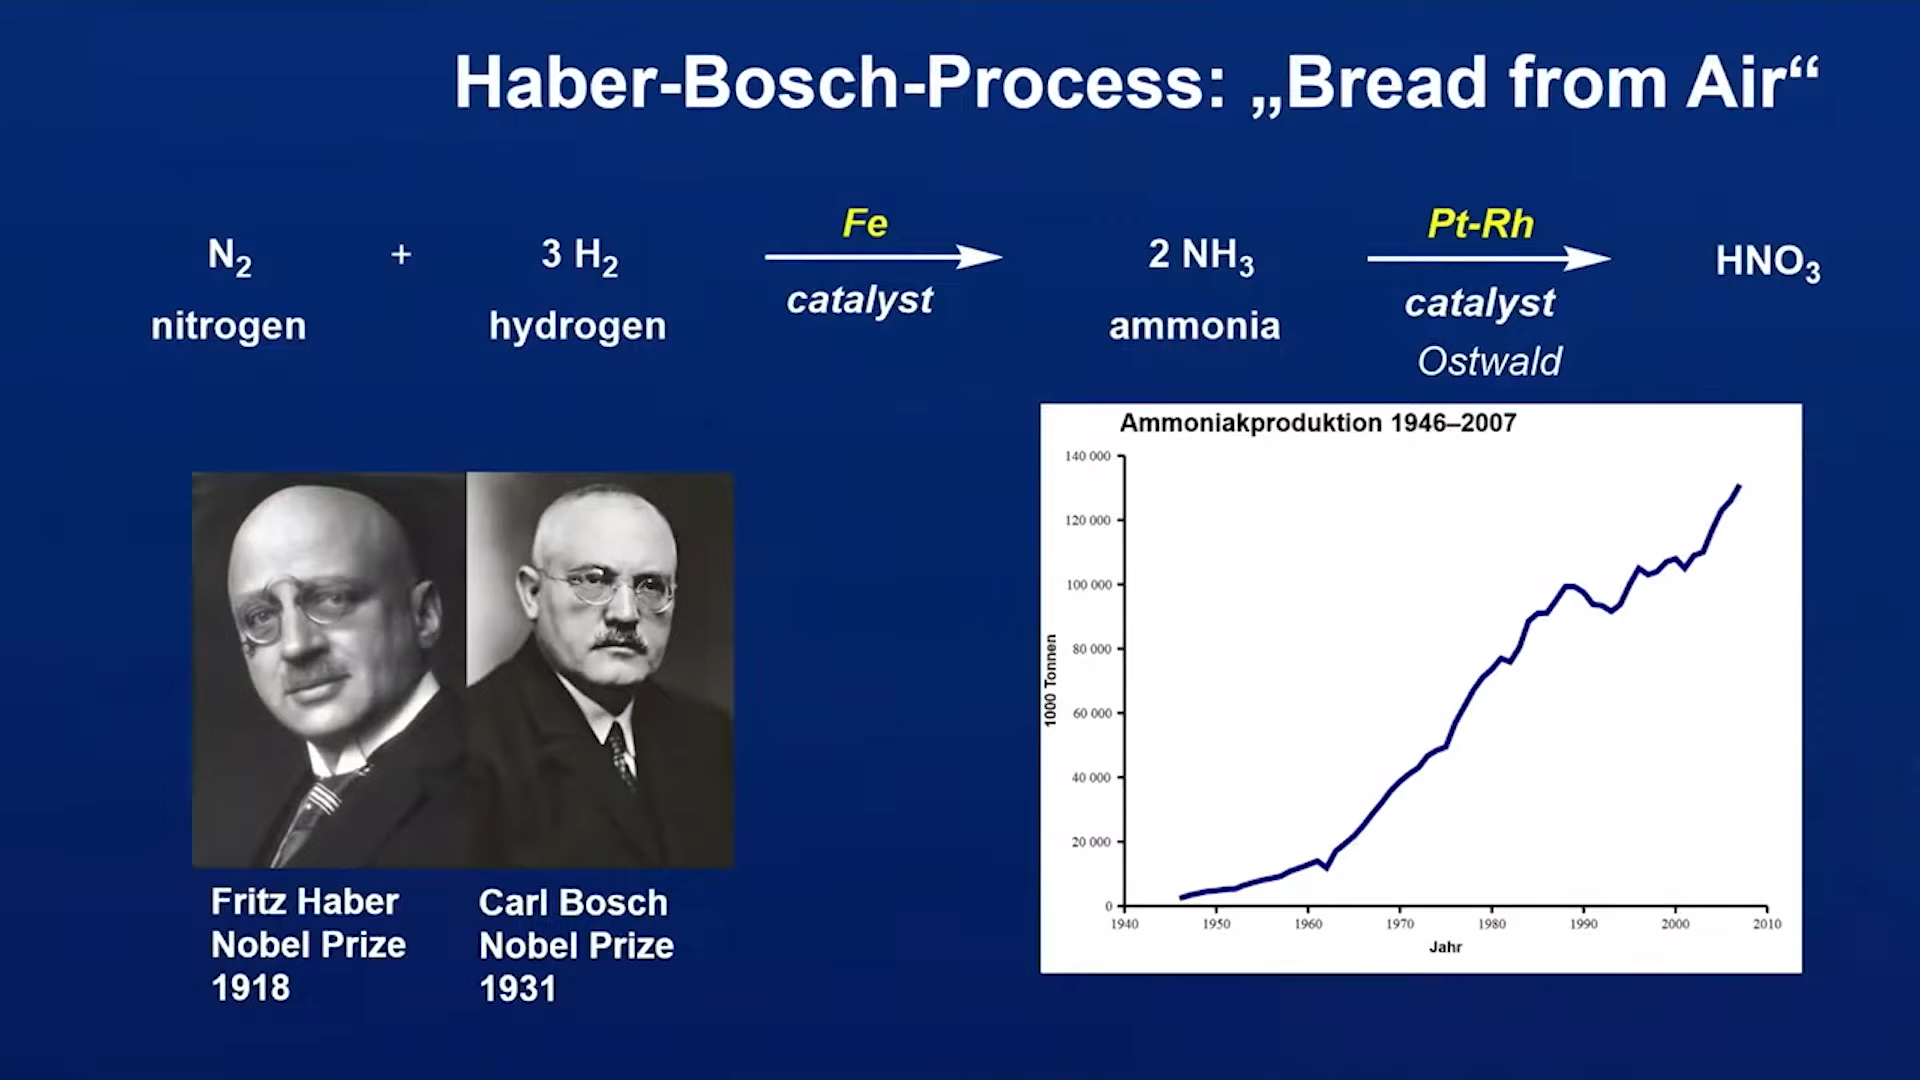 Haber-Bosch-Process: „Bread from Air“
N2 + 3 H2 Fe 2 NH3 Pt-Rh HNO3
catalyst catalyst
nitrogen hydrogen ammonia
Ostwald
Ammoniakproduktion 1946–2007
140 000
120 000
100 000
80 000
60 000
40 000
20 000
0
1000 Tonnen
1940 1950 1960 1970 1980 1990 2000 2010
Jahr
Fritz Haber
Nobel Prize
1918
Carl Bosch
Nobel Prize
1931